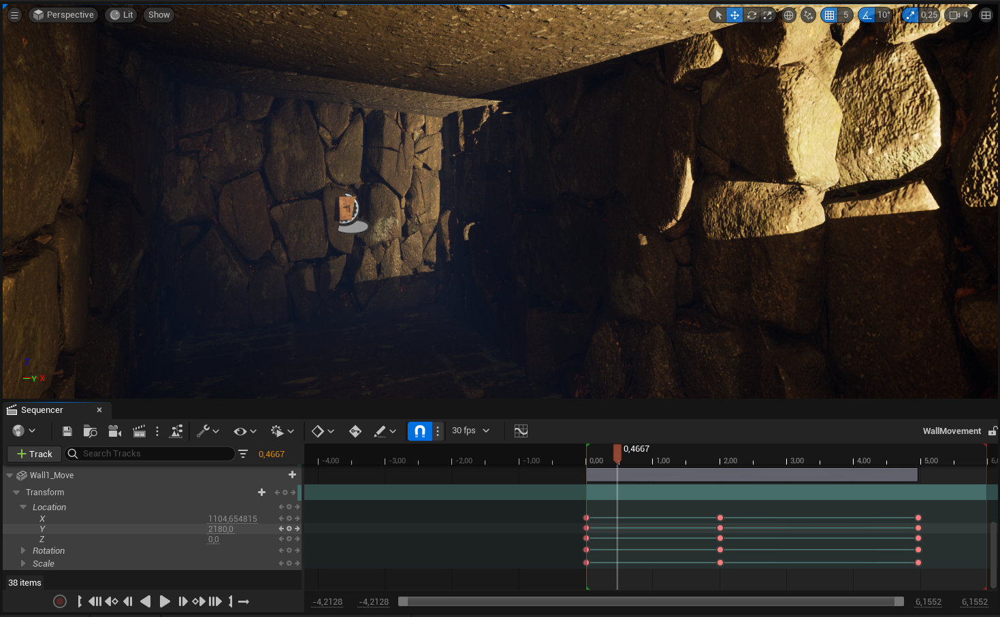 Perspective Lit Show 5 10° 0,25 4
Z
Y X
Sequencer
30 fps WallMovement
Track Search Tracks 0,4667
0,4667
-4,00 -3,00 -2,00 -1,00 0,00 1,00 2,00 3,00 4,00 5,00
Wall1_Move
Transform
Location
X 1104,654815
Y 2180,0
Z 0,0
Rotation
Scale
38 items
-4,2128 -4,2128 6,1552 6,1552